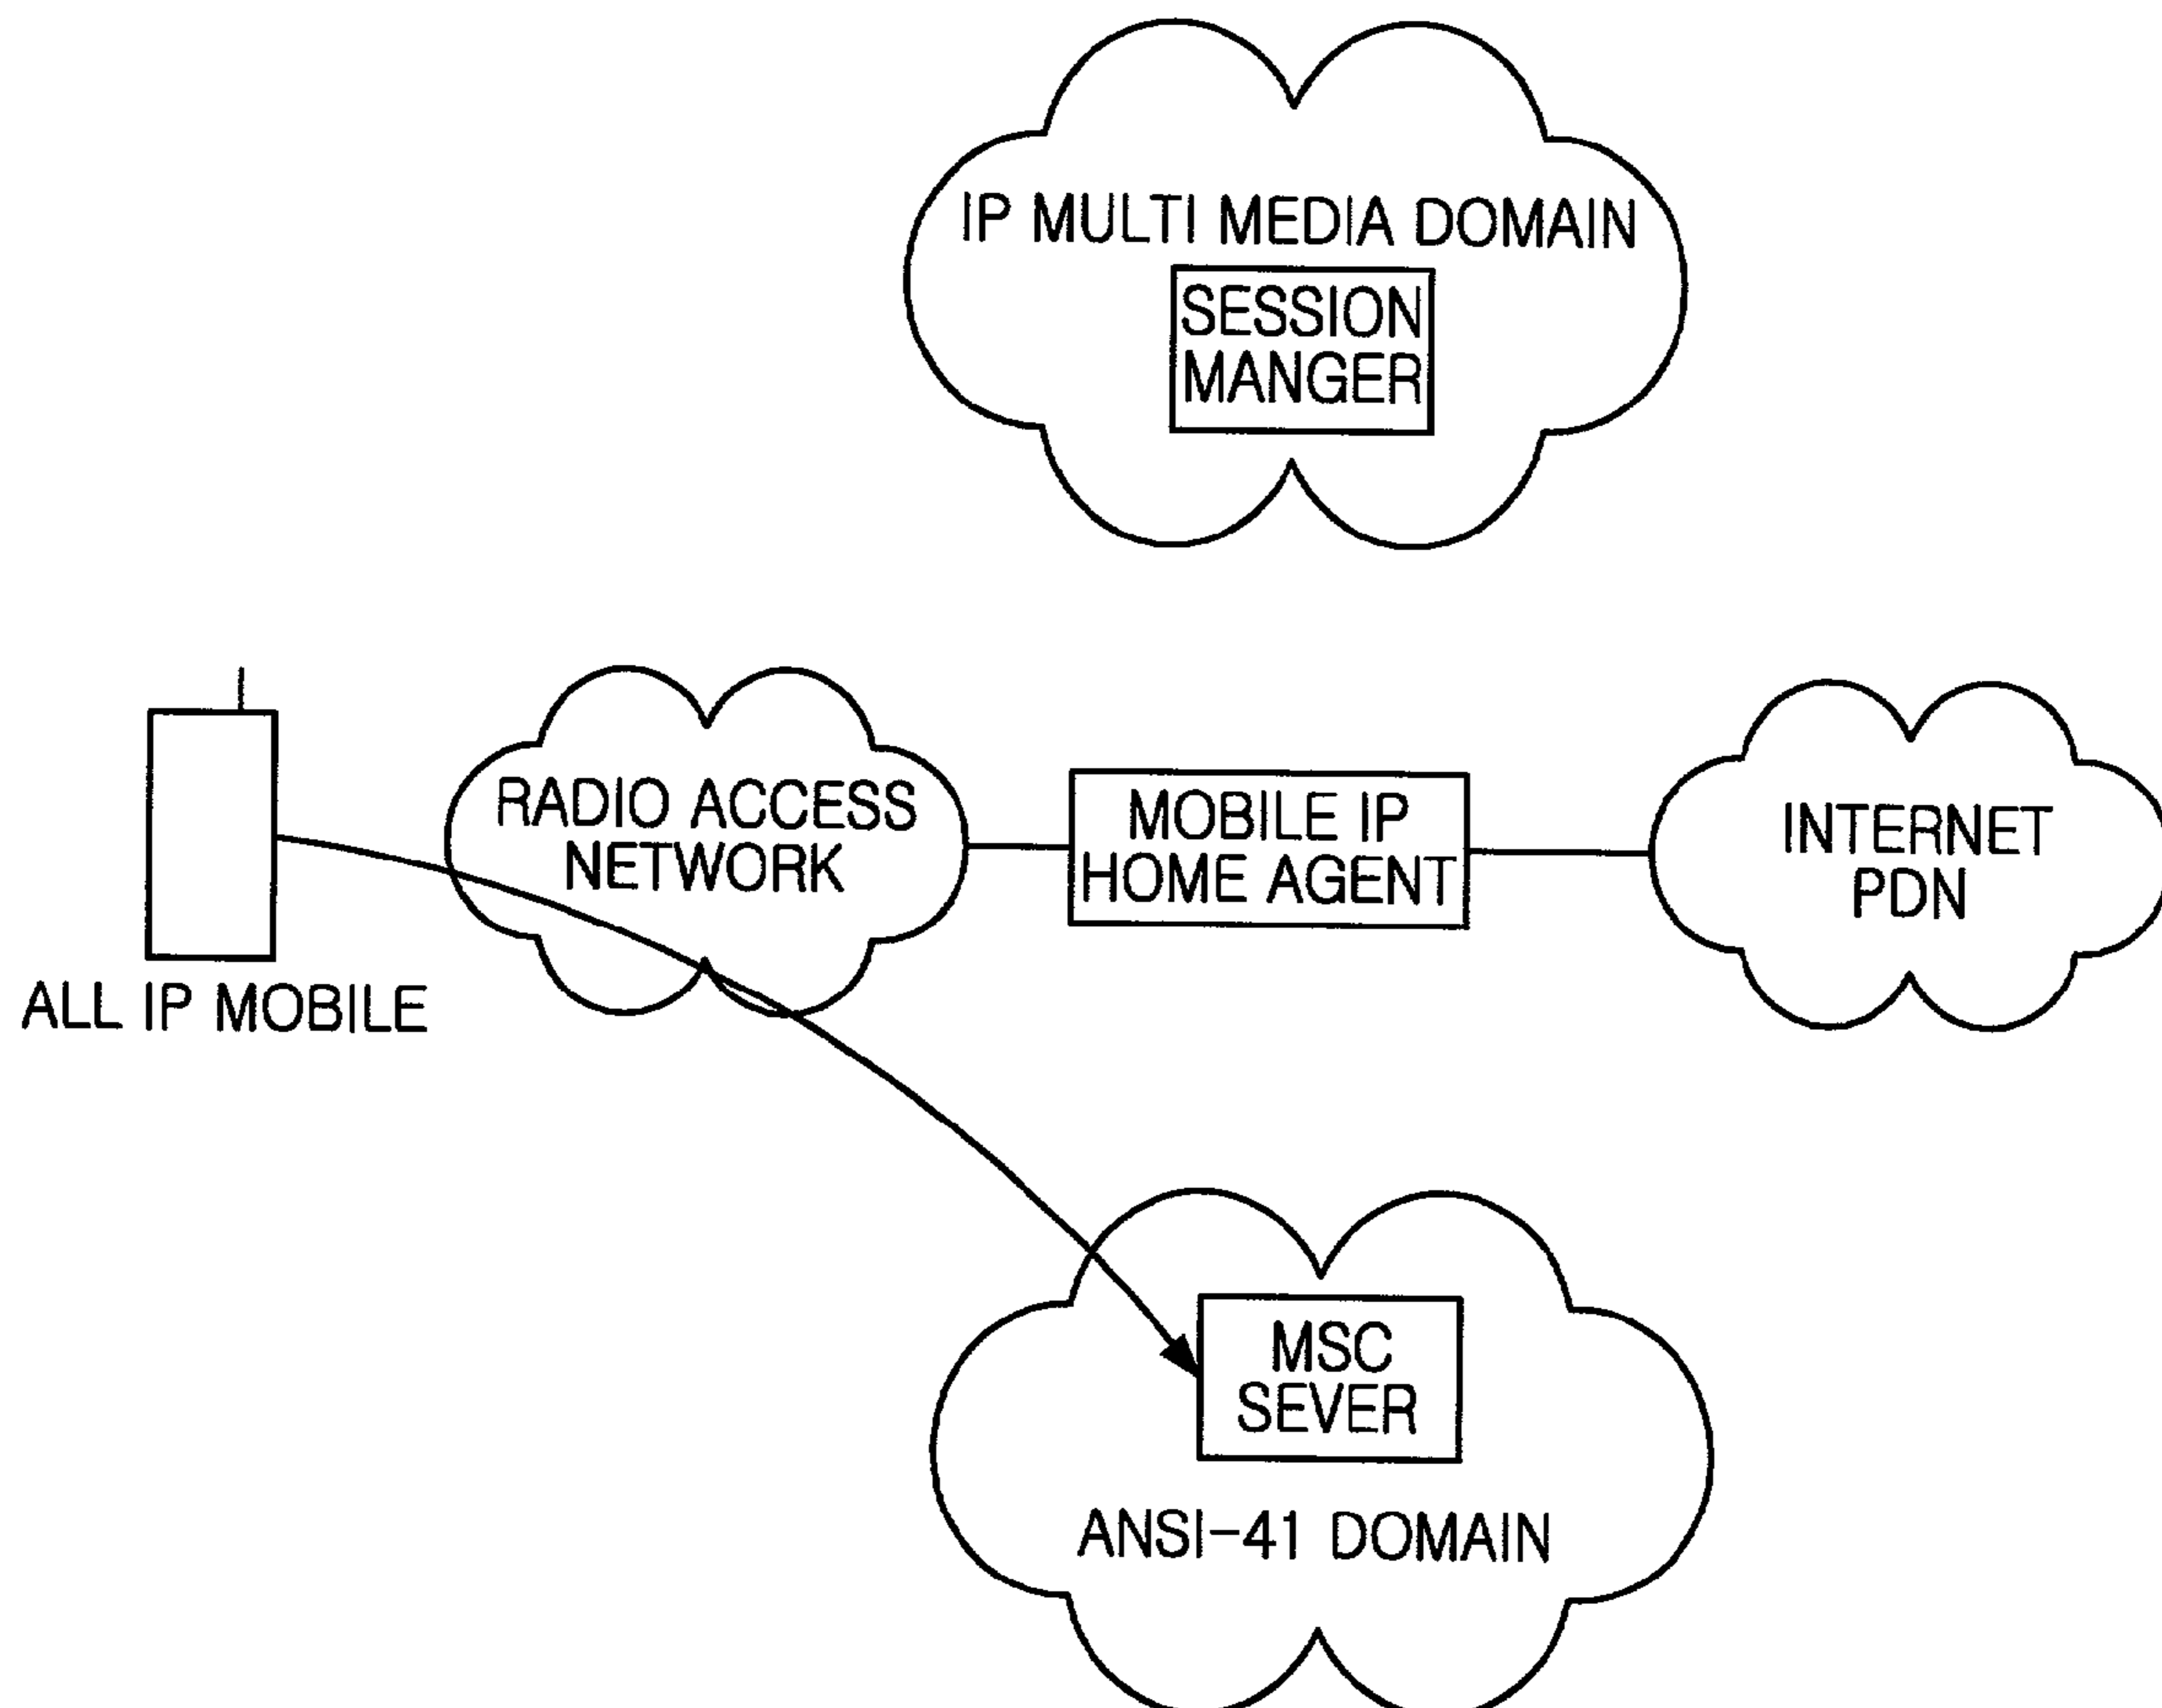 IP MULTI MEDIA DOMAIN
SESSION
MANGER
RADIO ACCESS
NETWORK
MOBILE IP
HOME AGENT
INTERNET
PDN
ALL IP MOBILE
MSC
SEVER
ANSI-41 DOMAIN